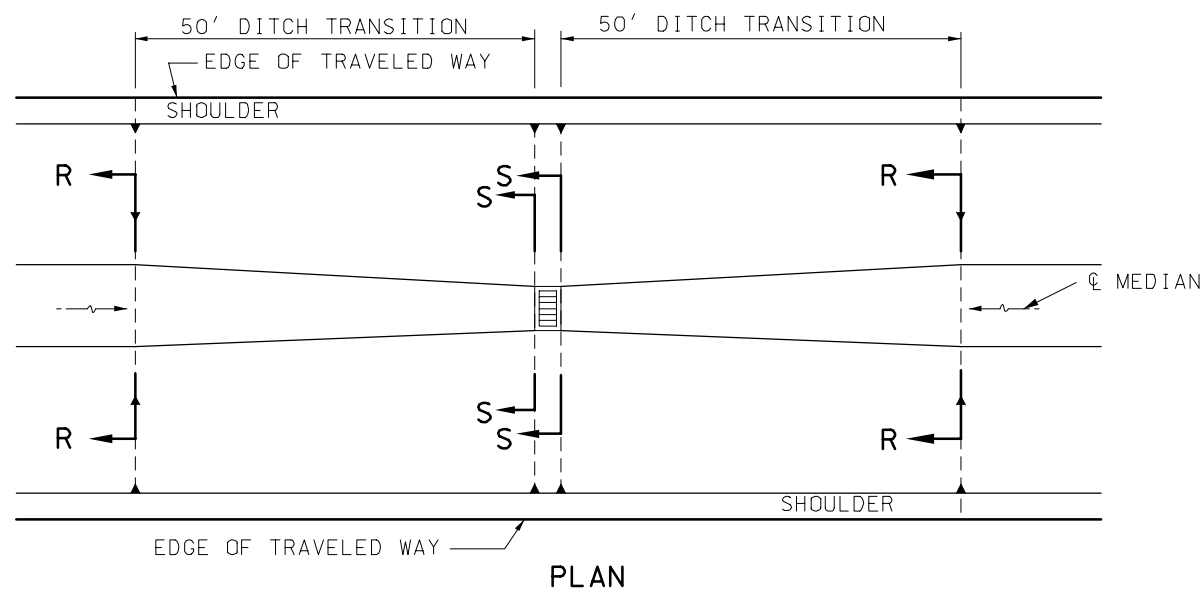 50' DITCH TRANSITION
50' DITCH TRANSITION
EDGE OF TRAVELED WAY
SHOULDER
R
S
S
R
℄ MEDIAN
R
S
S
R
SHOULDER
EDGE OF TRAVELED WAY
PLAN